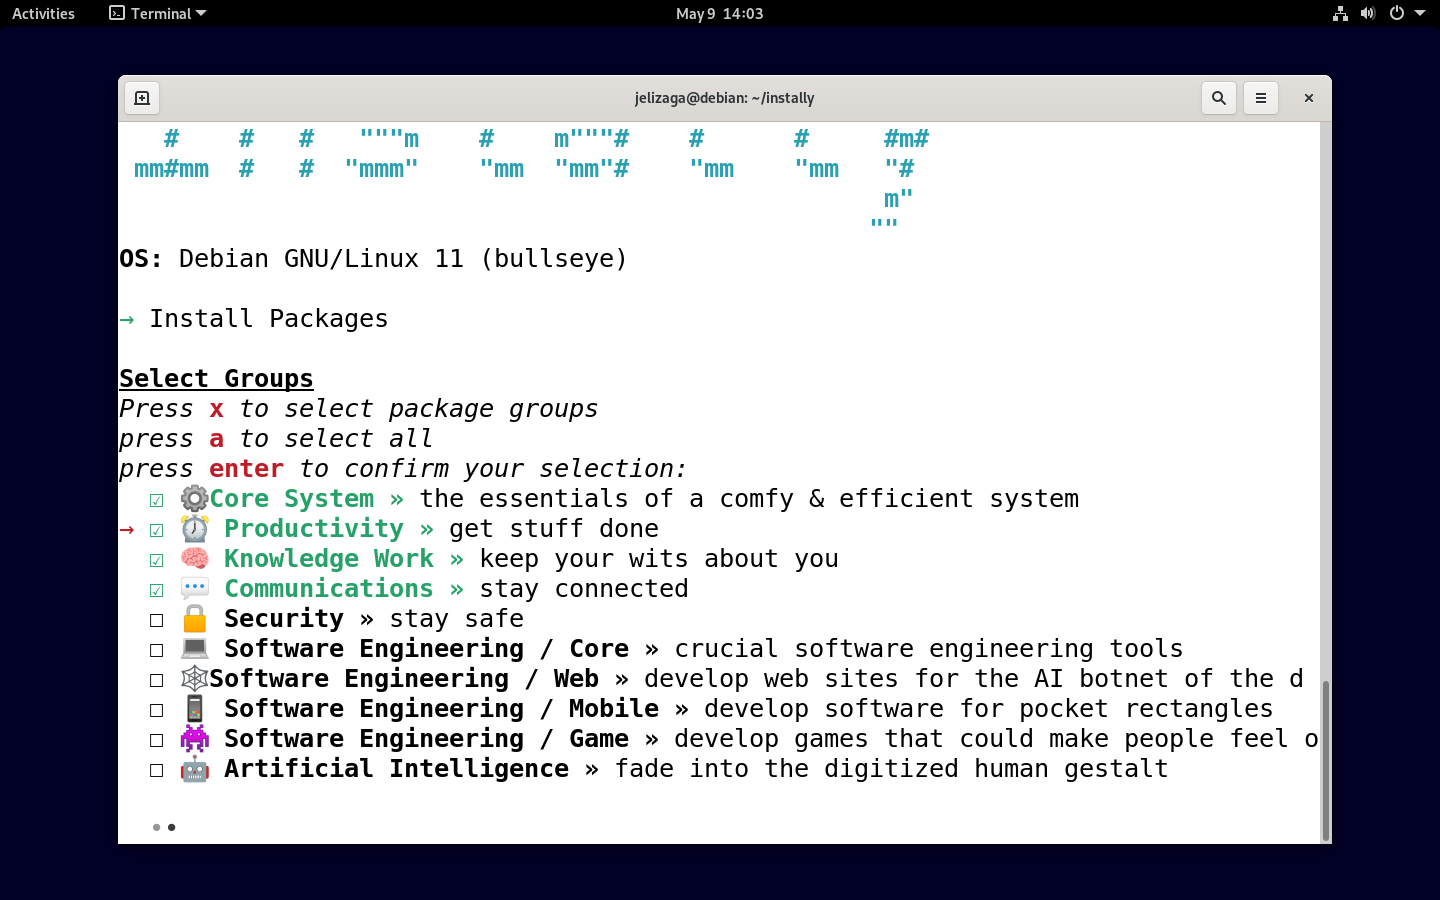 Activities Terminal May 9 14:03
jelizaga@debian: ~/instally
# # # """m # m"""# # # #m#
mm#mm # # "mmm" "mm "mm"# "mm "mm "#
m"
""
OS: Debian GNU/Linux 11 (bullseye)
→ Install Packages
Select Groups
Press x to select package groups
press a to select all
press enter to confirm your selection:
☑ ⚙Core System » the essentials of a comfy & efficient system
→ ☑ ⏰ Productivity » get stuff done
☑ 🧠 Knowledge Work » keep your wits about you
☑ 💬 Communications » stay connected
☐ 🔒 Security » stay safe
☐ 💻 Software Engineering / Core » crucial software engineering tools
☐ 🕸Software Engineering / Web » develop web sites for the AI botnet of the d
☐ 📱 Software Engineering / Mobile » develop software for pocket rectangles
☐ 👾 Software Engineering / Game » develop games that could make people feel o
☐ 🤖 Artificial Intelligence » fade into the digitized human gestalt
••